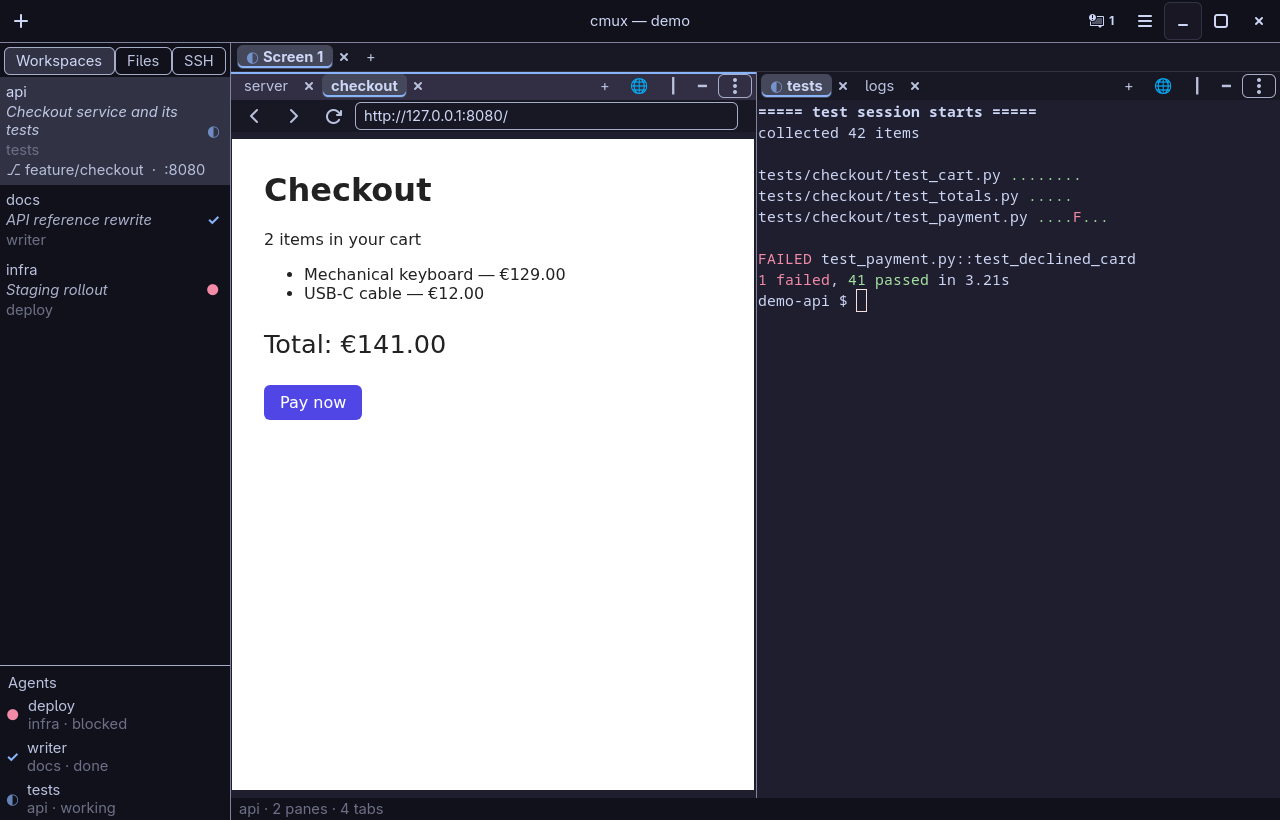 cmux — demo
1
Workspaces Files SSH
api
Checkout service and its
tests
tests
feature/checkout · :8080
docs
API reference rewrite
writer
infra
Staging rollout
deploy
Agents
deploy
infra · blocked
writer
docs · done
tests
api · working
Screen 1
server
checkout
http://127.0.0.1:8080/
Checkout
2 items in your cart
• Mechanical keyboard — €129.00
• USB-C cable — €12.00
Total: €141.00
Pay now
tests
logs
===== test session starts =====
collected 42 items
tests/checkout/test_cart.py ........
tests/checkout/test_totals.py .....
tests/checkout/test_payment.py ....F...
FAILED test_payment.py::test_declined_card
1 failed, 41 passed in 3.21s
demo-api $
api · 2 panes · 4 tabs